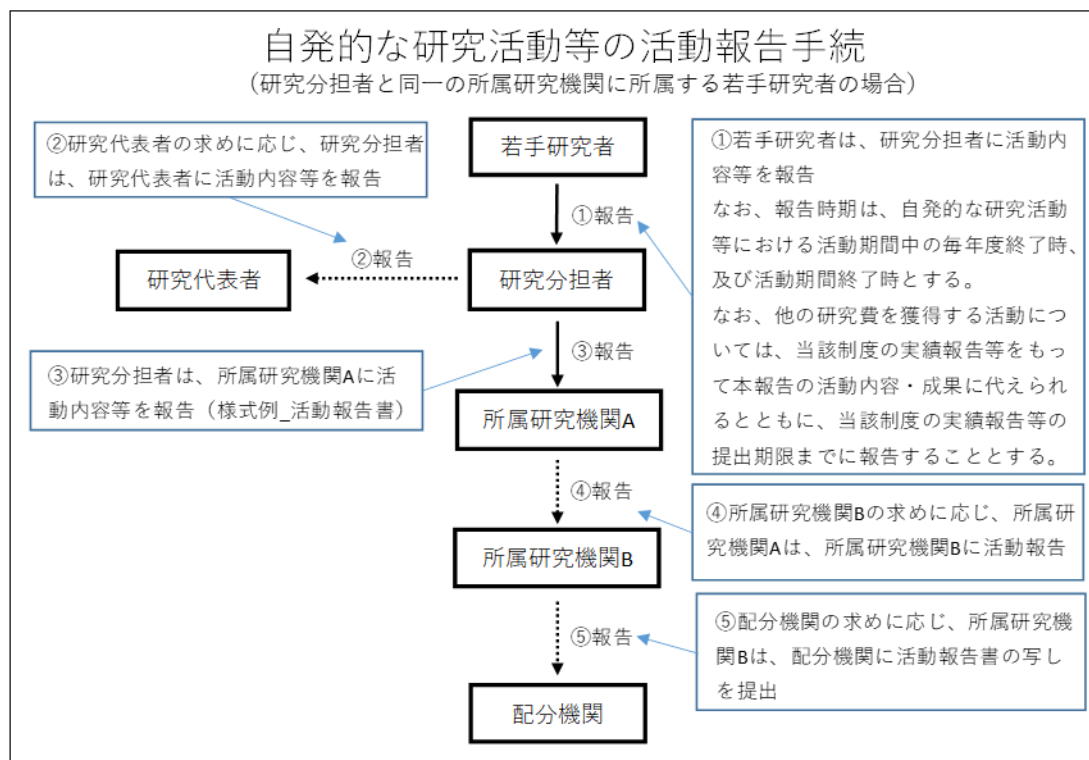 自発的な研究活動等の活動報告手続
（研究分担者と同一の所属研究機関に所属する若手研究者の場合）
②研究代表者の求めに応じ、研究分担者
は、研究代表者に活動内容等を報告
若手研究者
①報告
①若手研究者は、研究分担者に活動内
容等を報告
なお、報告時期は、自発的な研究活動
等における活動期間中の毎年度終了時、
及び活動期間終了時とする。
なお、他の研究費を獲得する活動につ
いては、当該制度の実績報告等をもっ
て本報告の活動内容・成果に代えられ
るとともに、当該制度の実績報告等の
提出期限までに報告することとする。
②報告
研究代表者
研究分担者
③報告
③研究分担者は、所属研究機関Aに活
動内容等を報告（様式例_活動報告書）
所属研究機関A
④報告
④所属研究機関Bの求めに応じ、所属研
究機関Aは、所属研究機関Bに活動報告
所属研究機関B
⑤報告
⑤配分機関の求めに応じ、所属研究機
関Bは、配分機関に活動報告書の写し
を提出
配分機関